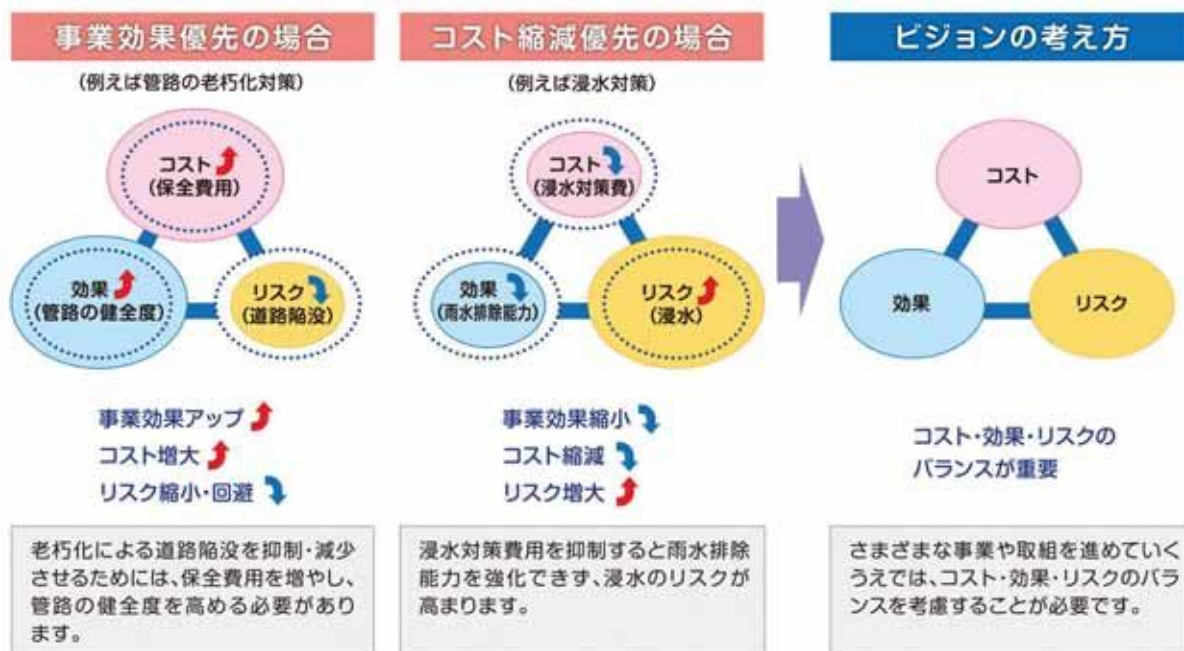 事業効果優先の場合
(例えば管路の老朽化対策)
コスト
(保全費用)
効果
(管路の健全度)
リスク
(道路陥没)
事業効果アップ
コスト増大
リスク縮小・回避
老朽化による道路陥没を抑制・減少
させるためには、保全費用を増やし、
管路の健全度を高める必要があり
ます。
コスト縮減優先の場合
(例えば浸水対策)
コスト
(浸水対策費)
効果
(雨水排除能力)
リスク
(浸水)
事業効果縮小
コスト縮減
リスク増大
浸水対策費用を抑制すると雨水排除
能力を強化できず、浸水のリスクが
高まります。
ビジョンの考え方
コスト
効果
リスク
コスト・効果・リスクの
バランスが重要
さまざまな事業や取組を進めていく
うえでは、コスト・効果・リスクのバラ
ンスを考慮することが必要です。